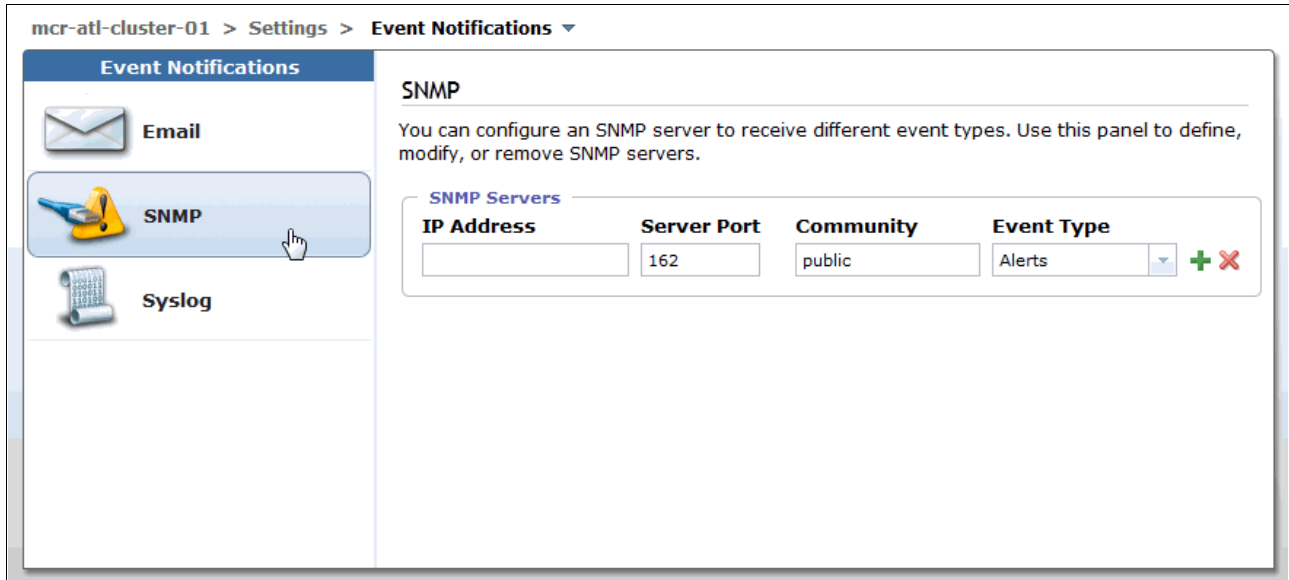 mcr-atl-cluster-01 > Settings > Event Notifications
Event Notifications
Email
SNMP
Syslog
SNMP
You can configure an SNMP server to receive different event types. Use this panel to define,
modify, or remove SNMP servers.
SNMP Servers
IP Address Server Port Community Event Type
162 public Alerts